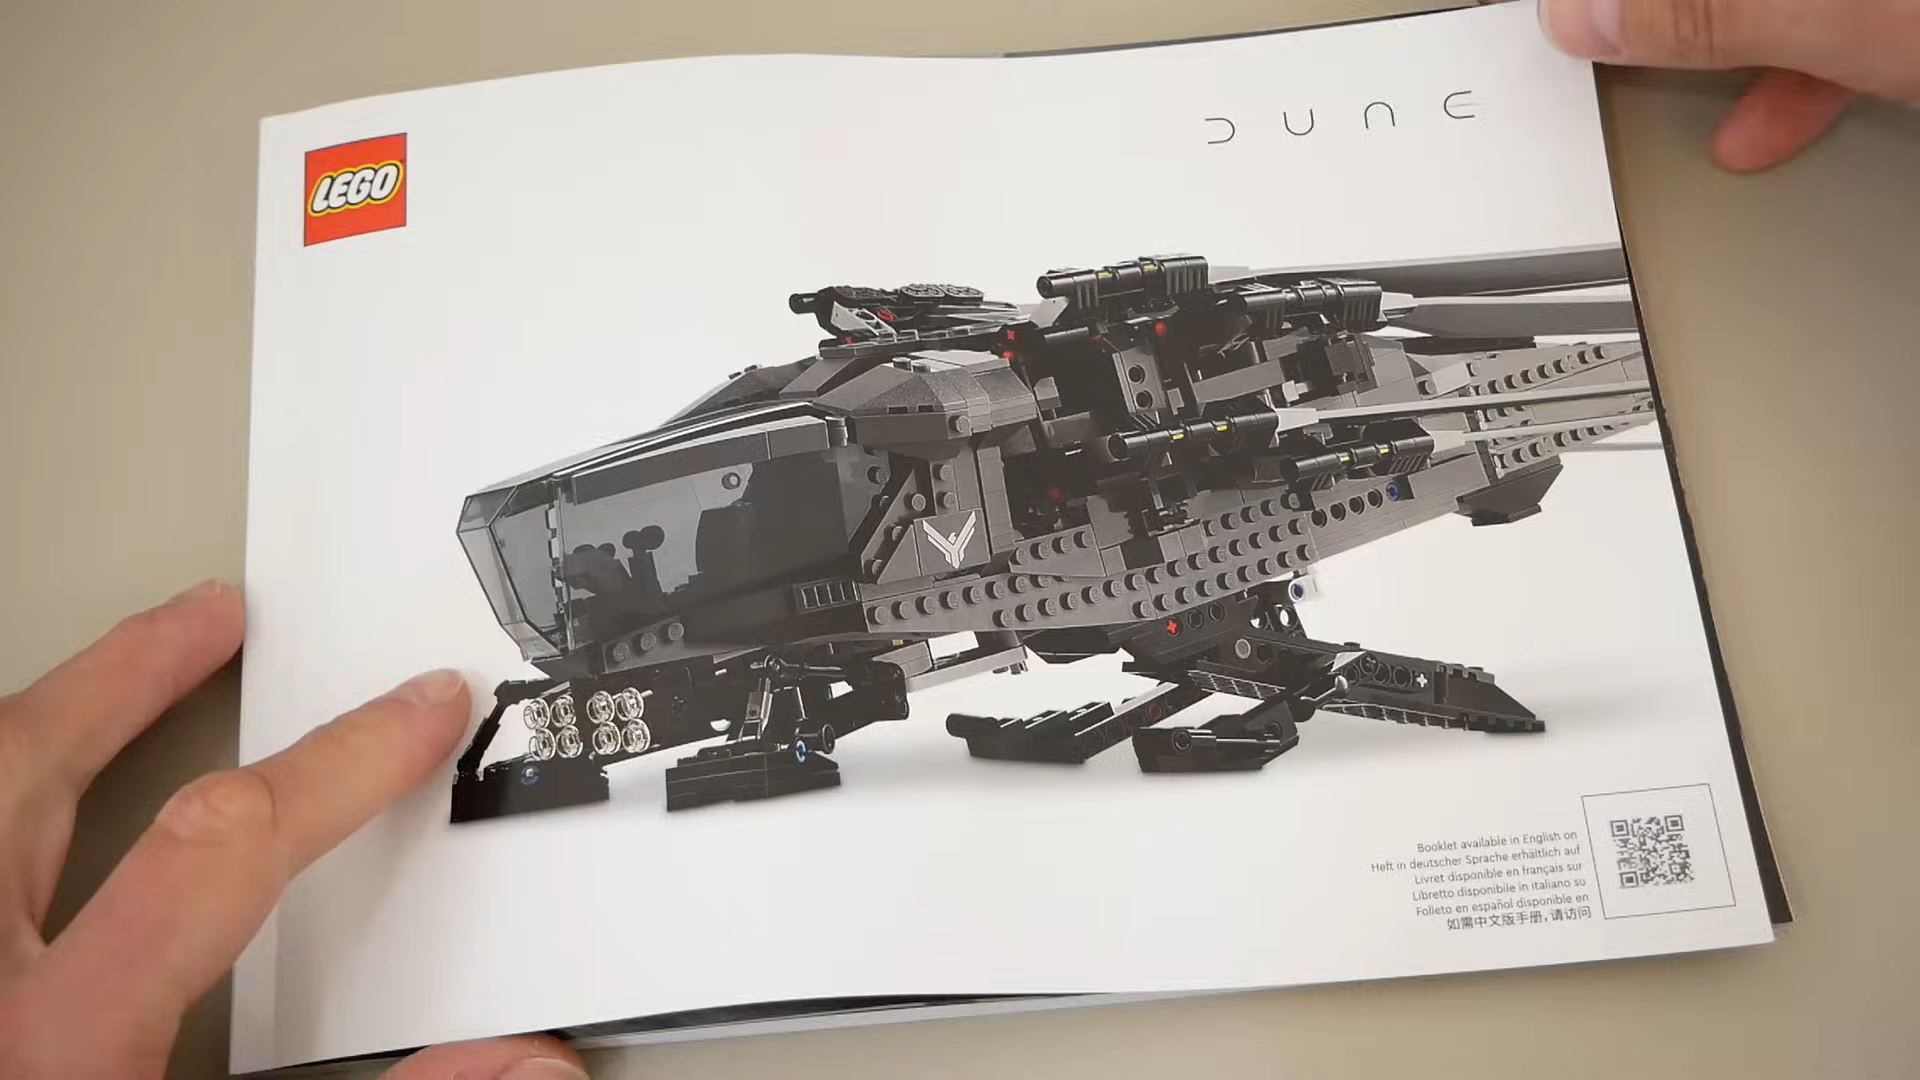 LEGO
DUNE
Booklet available in English on
Heft in deutscher Sprache erhältlich auf
Livret disponible en français sur
Libretto disponibile in italiano su
Folleto en español disponible en
如需中文版手册，请访问